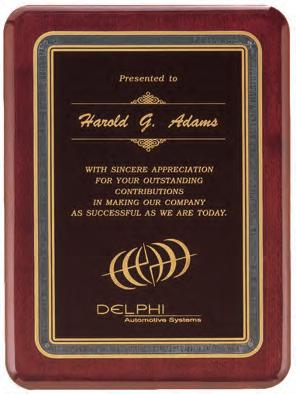 Presented to
Harold G. Adams
WITH SINCERE APPRECIATION
FOR YOUR OUTSTANDING
CONTRIBUTIONS
IN MAKING OUR COMPANY
AS SUCCESSFUL AS WE ARE TODAY.
DELPHI
Automotive Systems